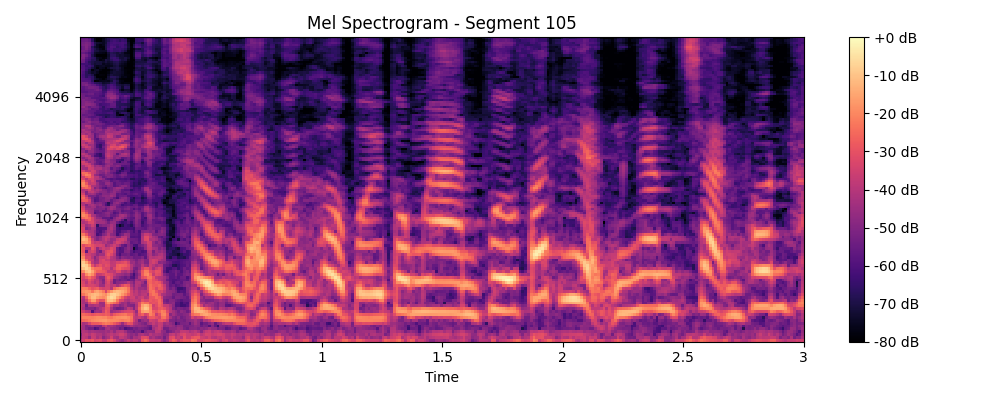 Mel Spectrogram - Segment 105
Frequency
4096
2048
1024
512
0
0
0.5
1
1.5
2
2.5
3
Time
+0 dB
-10 dB
-20 dB
-30 dB
-40 dB
-50 dB
-60 dB
-70 dB
-80 dB